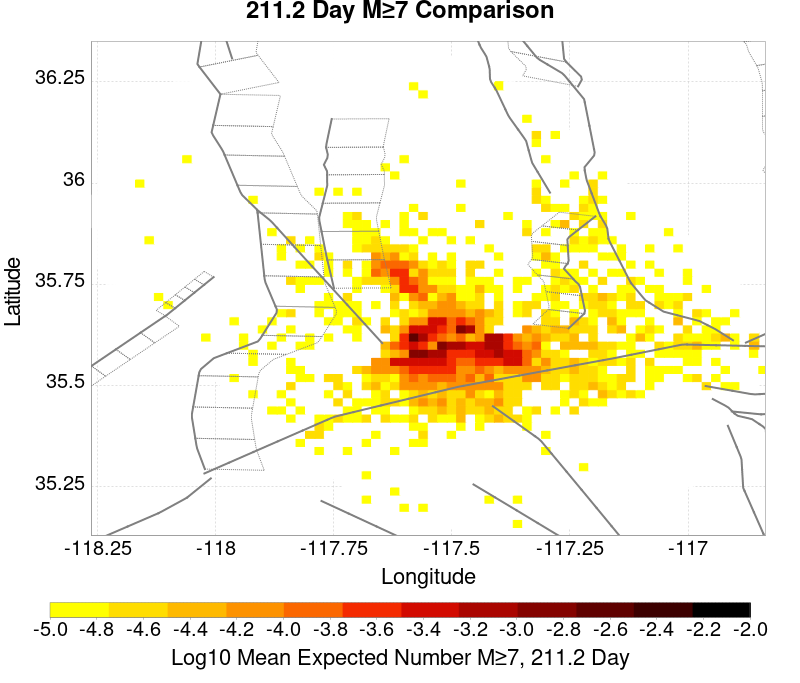 211.2 Day M≥7 Comparison
36.25
36
35.75
35.5
35.25
Latitude
-118.25 -118 -117.75 -117.5 -117.25 -117
Longitude
-5.0 -4.8 -4.6 -4.4 -4.2 -4.0 -3.8 -3.6 -3.4 -3.2 -3.0 -2.8 -2.6 -2.4 -2.2 -2.0
Log10 Mean Expected Number M≥7, 211.2 Day